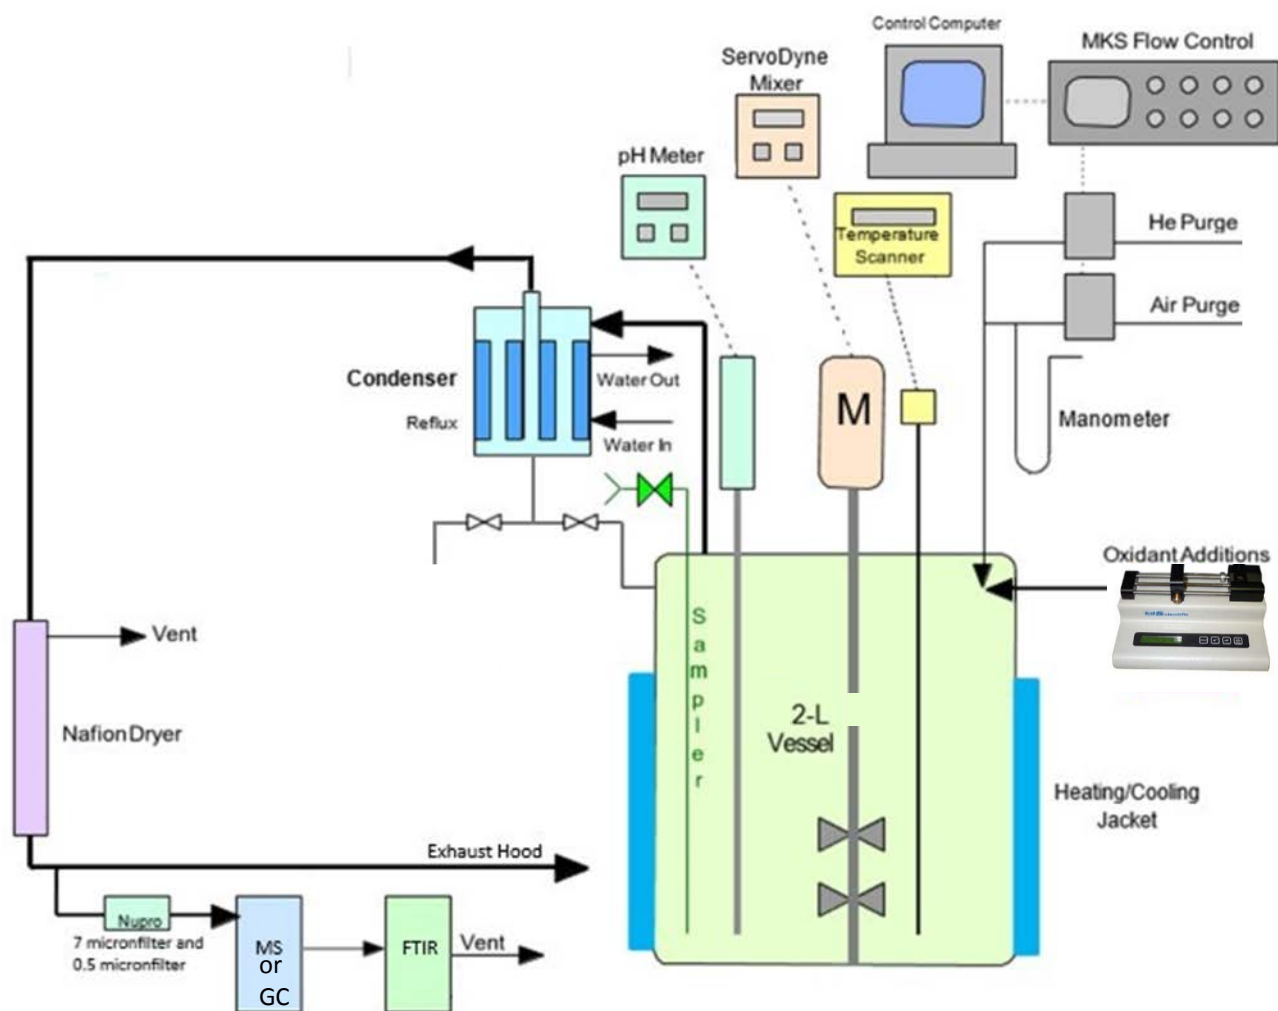 Control Computer
MKS Flow Control
ServoDyne
Mixer
pH Meter
Temperature
Scanner
He Purge
Air Purge
Condenser
Reflux
Water Out
Water In
M
Manometer
Oxidant Additions
Sampler
Vent
Nafion Dryer
2-L
Vessel
Heating/Cooling
Jacket
Exhaust Hood
Nupro
7 micronfilter and
0.5 micronfilter
MS
or
GC
FTIR
Vent